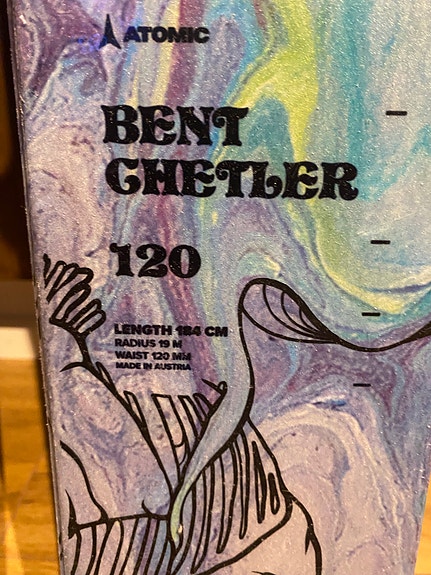 ATOMIC
BENT
CHETLER
120
LENGTH 184 CM
RADIUS 19 M
WAIST 120 MM
MADE IN AUSTRIA